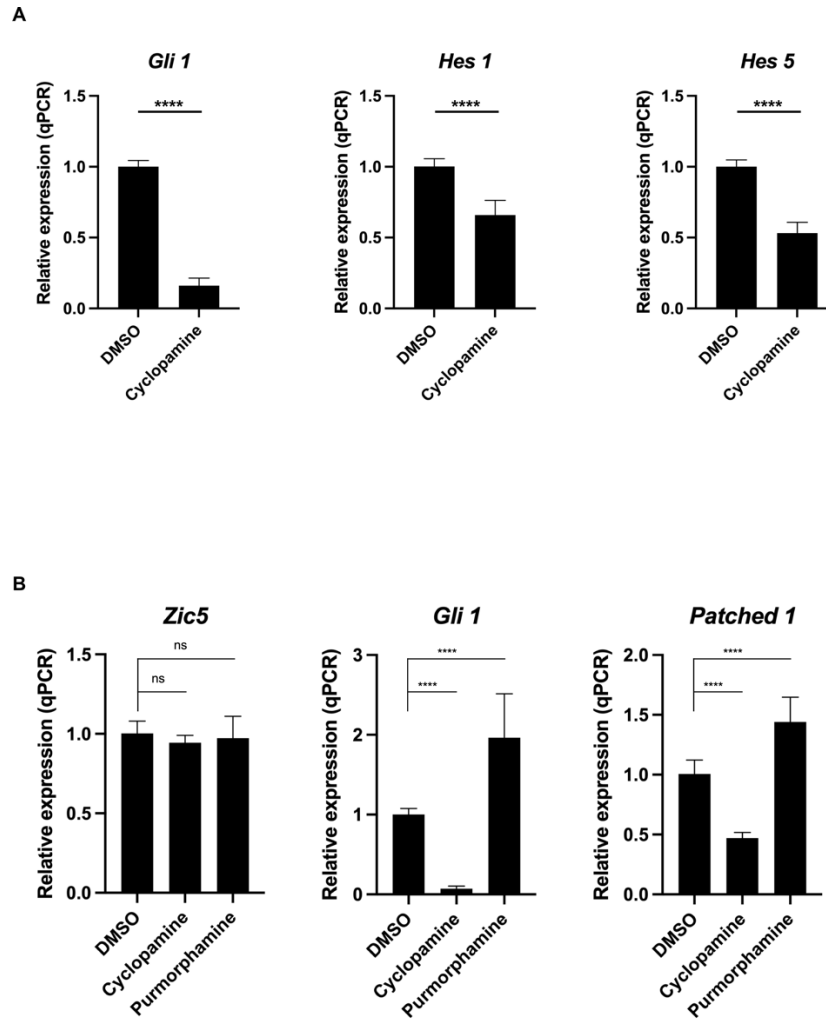 A
Gli 1
Hes 1
Hes 5
Relative expression (qPCR)
1.5
1.0
0.5
0.0
****
DMSO
Cyclopamine
Relative expression (qPCR)
1.5
1.0
0.5
0.0
****
DMSO
Cyclopamine
Relative expression (qPCR)
1.5
1.0
0.5
0.0
****
DMSO
Cyclopamine
B
Zic5
Gli 1
Patched 1
Relative expression (qPCR)
1.5
1.0
0.5
0.0
ns
ns
DMSO
Cyclopamine
Purmorphamine
Relative expression (qPCR)
3
2
1
0
****
****
DMSO
Cyclopamine
Purmorphamine
Relative expression (qPCR)
2.0
1.5
1.0
0.5
0.0
****
****
DMSO
Cyclopamine
Purmorphamine